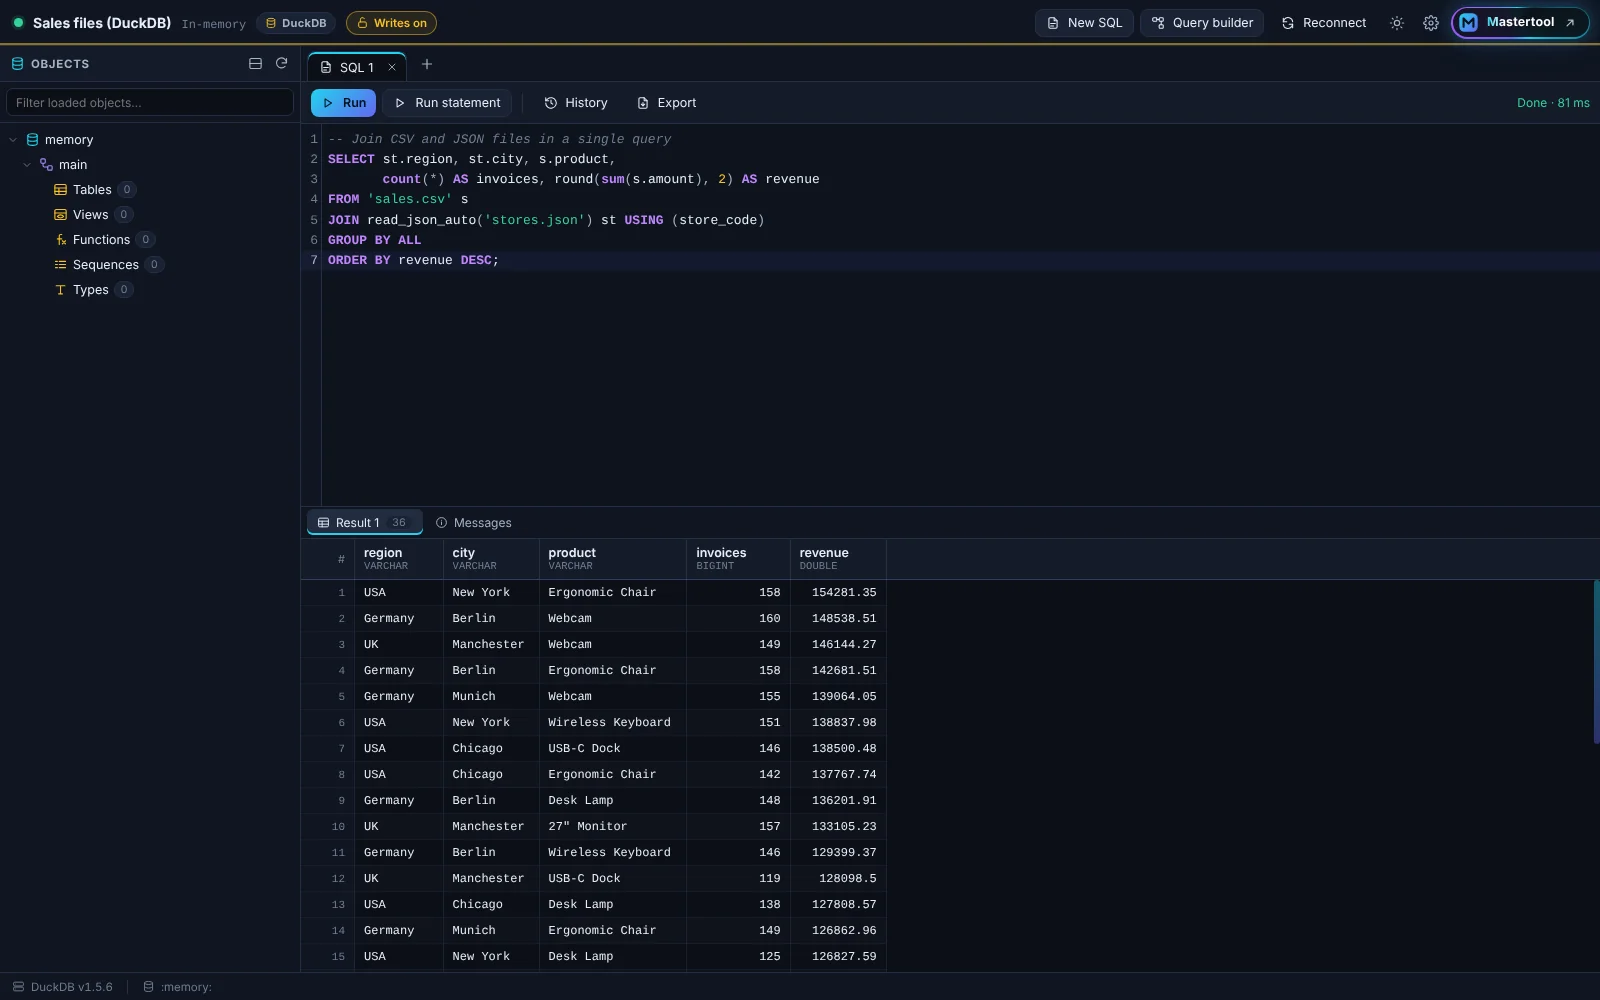 Sales files (DuckDB) In-memory DuckDB Writes on New SQL Query builder Reconnect Mastertool
OBJECTS
Filter loaded objects...
memory
main
Tables 0
Views 0
Functions 0
Sequences 0
Types 0
SQL 1
Run Run statement History Export Done · 81 ms
1 -- Join CSV and JSON files in a single query
2 SELECT st.region, st.city, s.product,
3 count(*) AS invoices, round(sum(s.amount), 2) AS revenue
4 FROM 'sales.csv' s
5 JOIN read_json_auto('stores.json') st USING (store_code)
6 GROUP BY ALL
7 ORDER BY revenue DESC;
Result 1 36 Messages
# region city product invoices revenue
VARCHAR VARCHAR VARCHAR BIGINT DOUBLE
1 USA New York Ergonomic Chair 158 154281.35
2 Germany Berlin Webcam 160 148538.51
3 UK Manchester Webcam 149 146144.27
4 Germany Berlin Ergonomic Chair 158 142681.51
5 Germany Munich Webcam 155 139064.05
6 USA New York Wireless Keyboard 151 138837.98
7 USA Chicago USB-C Dock 146 138500.48
8 USA Chicago Ergonomic Chair 142 137767.74
9 Germany Berlin Desk Lamp 148 136201.91
10 UK Manchester 27" Monitor 157 133105.23
11 Germany Berlin Wireless Keyboard 146 129399.37
12 UK Manchester USB-C Dock 119 128098.5
13 USA Chicago Desk Lamp 138 127808.57
14 Germany Munich Ergonomic Chair 149 126862.96
15 USA New York Desk Lamp 125 126827.59
DuckDB v1.5.6 :memory: